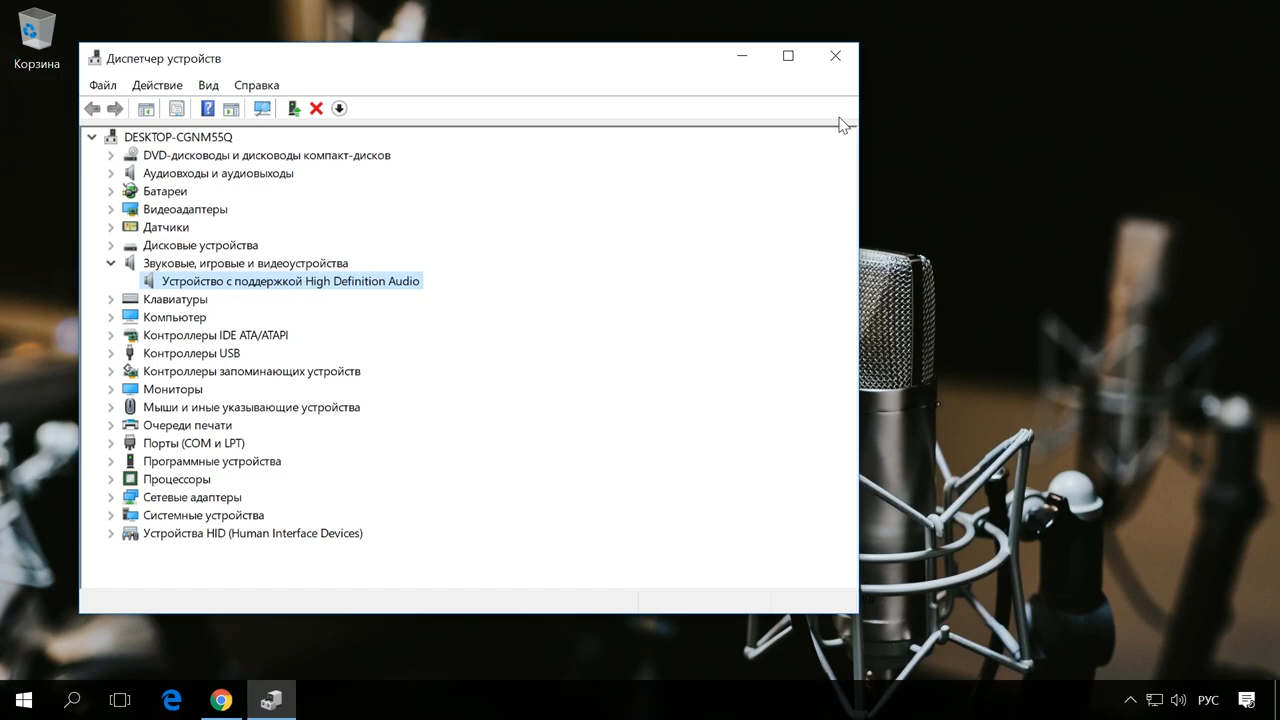 Корзина
Диспетчер устройств
Файл Действие Вид Справка
DESKTOP-CGNM55Q
DVD-дисководы и дисководы компакт-дисков
Аудиовходы и аудиовыходы
Батареи
Видеоадаптеры
Датчики
Дисковые устройства
Звуковые, игровые и видеоустройства
Устройство с поддержкой High Definition Audio
Клавиатуры
Компьютер
Контроллеры IDE ATA/ATAPI
Контроллеры USB
Контроллеры запоминающих устройств
Мониторы
Мыши и иные указывающие устройства
Очереди печати
Порты (COM и LPT)
Программные устройства
Процессоры
Сетевые адаптеры
Системные устройства
Устройства HID (Human Interface Devices)
РУС